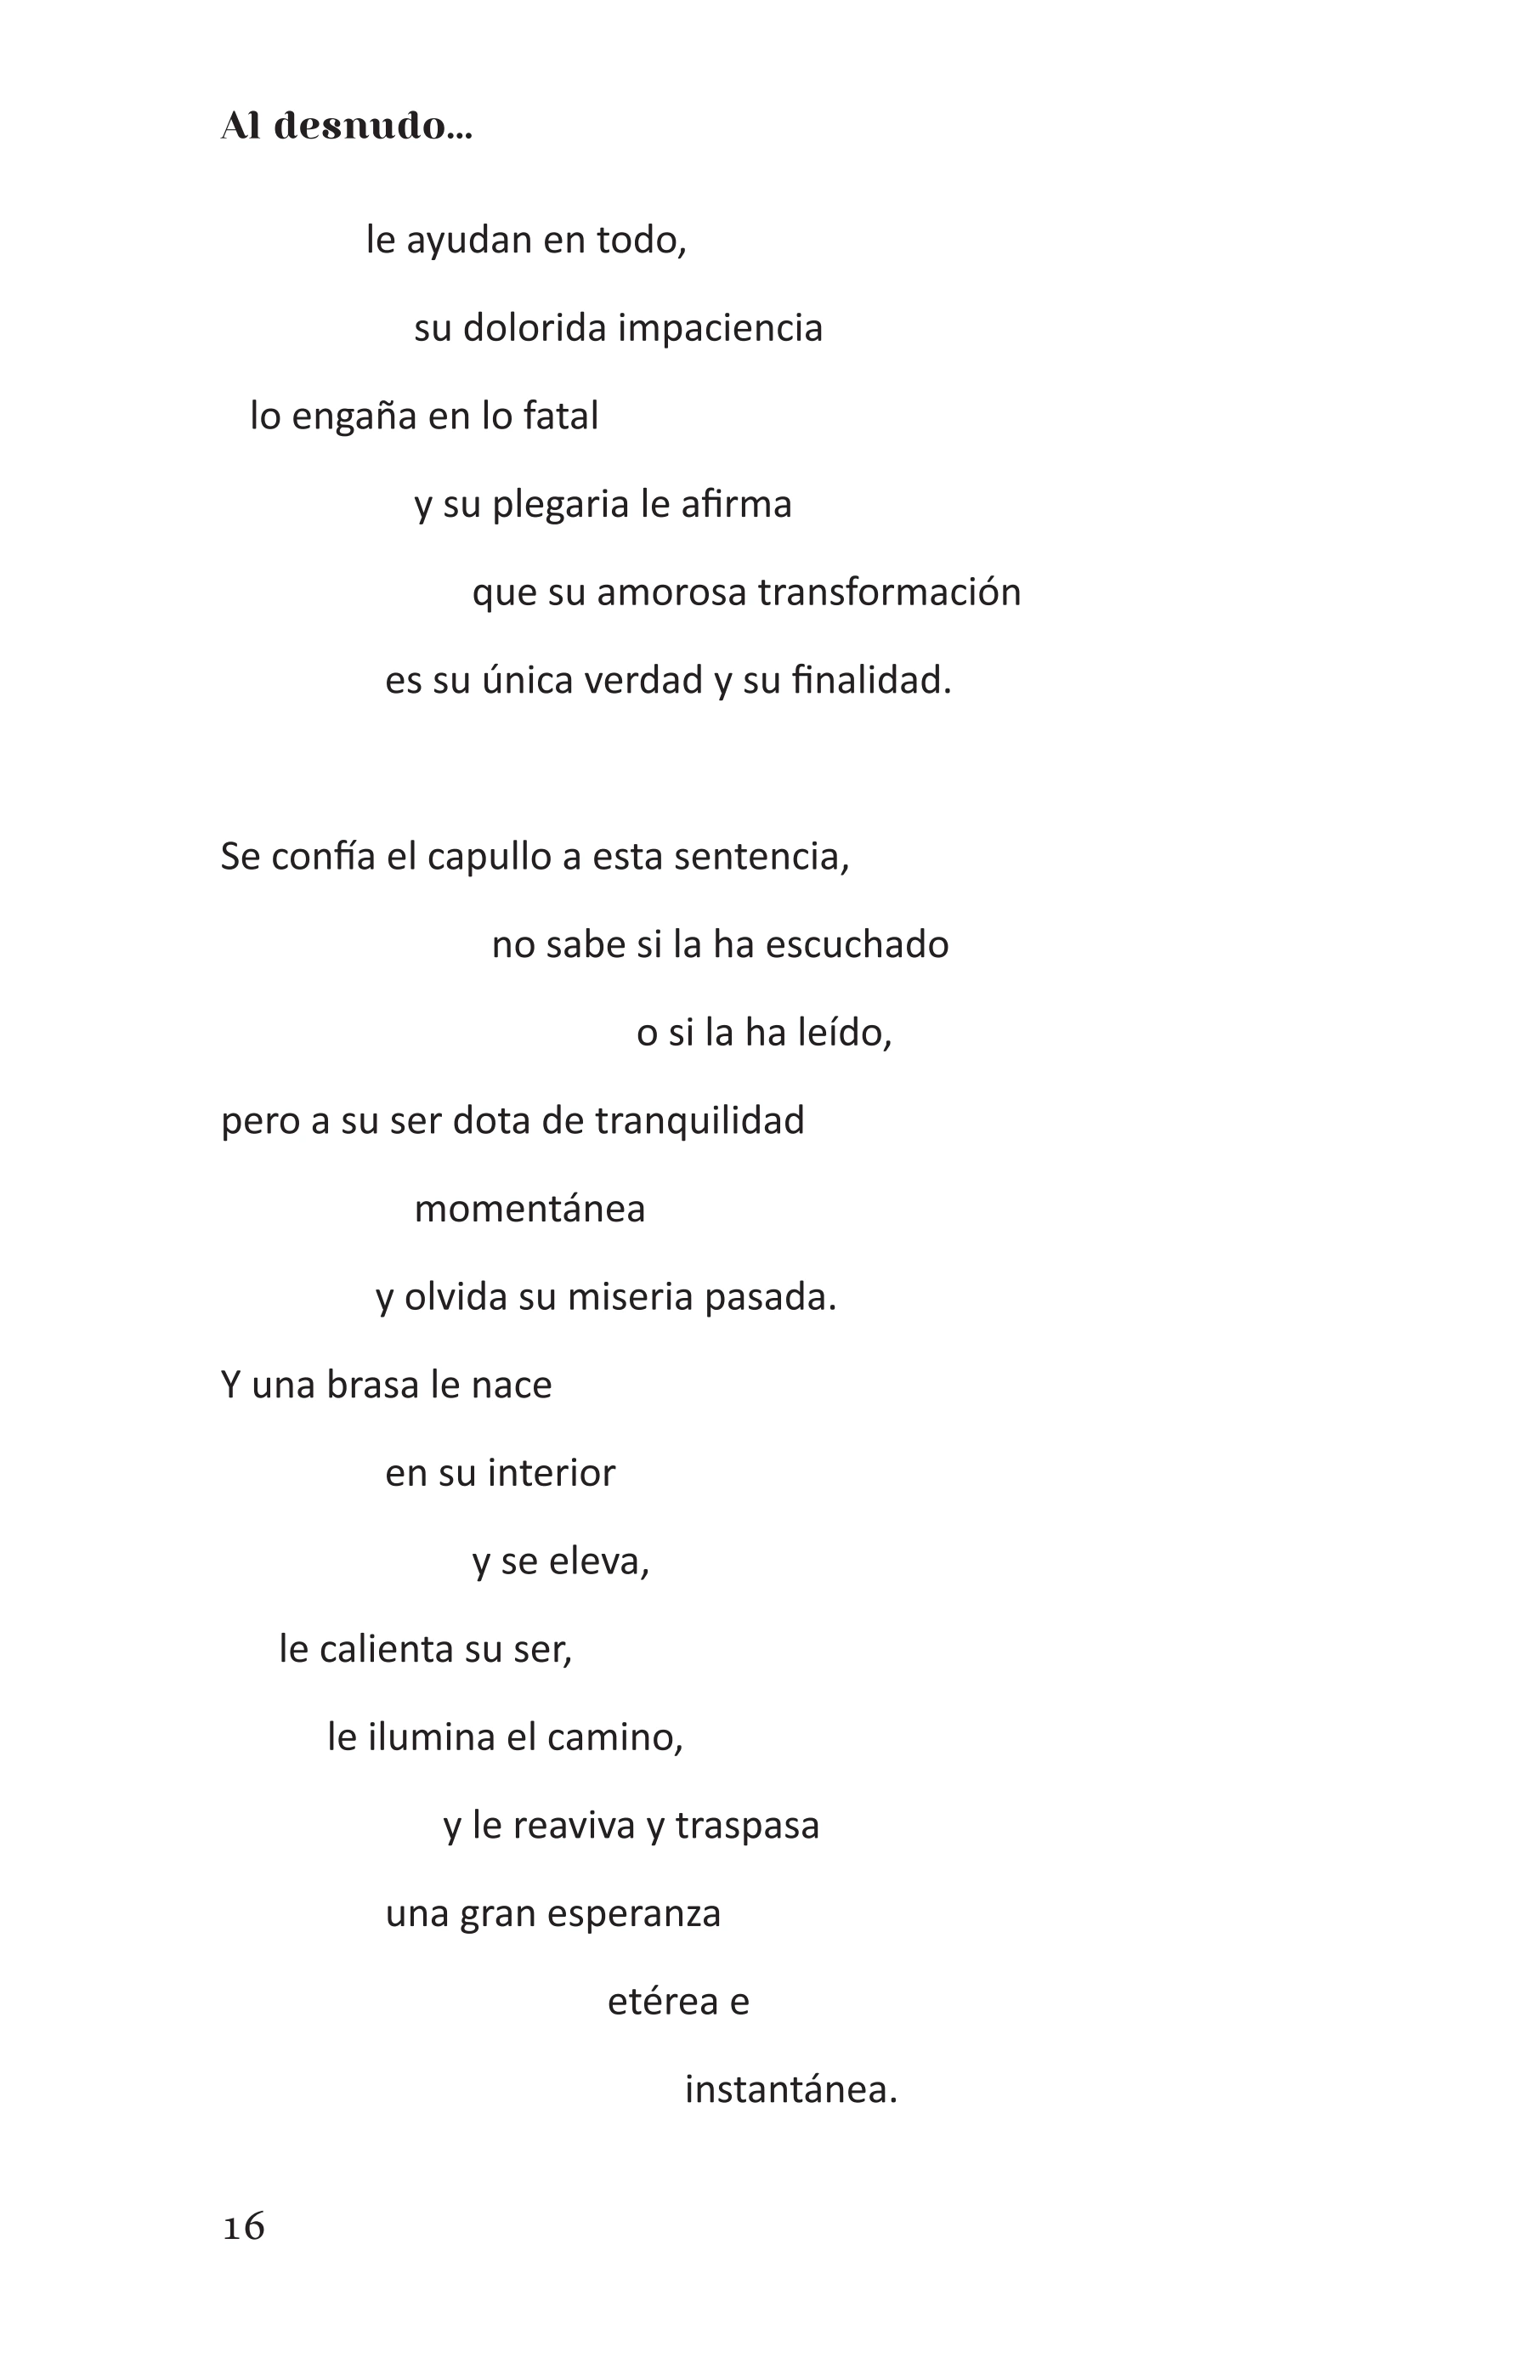 Al desnudo...
le ayudan en todo,
su dolorida impaciencia
lo engaña en lo fatal
y su plegaria le afirma
que su amorosa transformación
es su única verdad y su finalidad.
Se confía el capullo a esta sentencia,
no sabe si la ha escuchado
o si la ha leído,
pero a su ser dota de tranquilidad
momentánea
y olvida su miseria pasada.
Y una brasa le nace
en su interior
y se eleva,
le calienta su ser,
le ilumina el camino,
y le reaviva y traspasa
una gran esperanza
etérea e
instantánea.
16